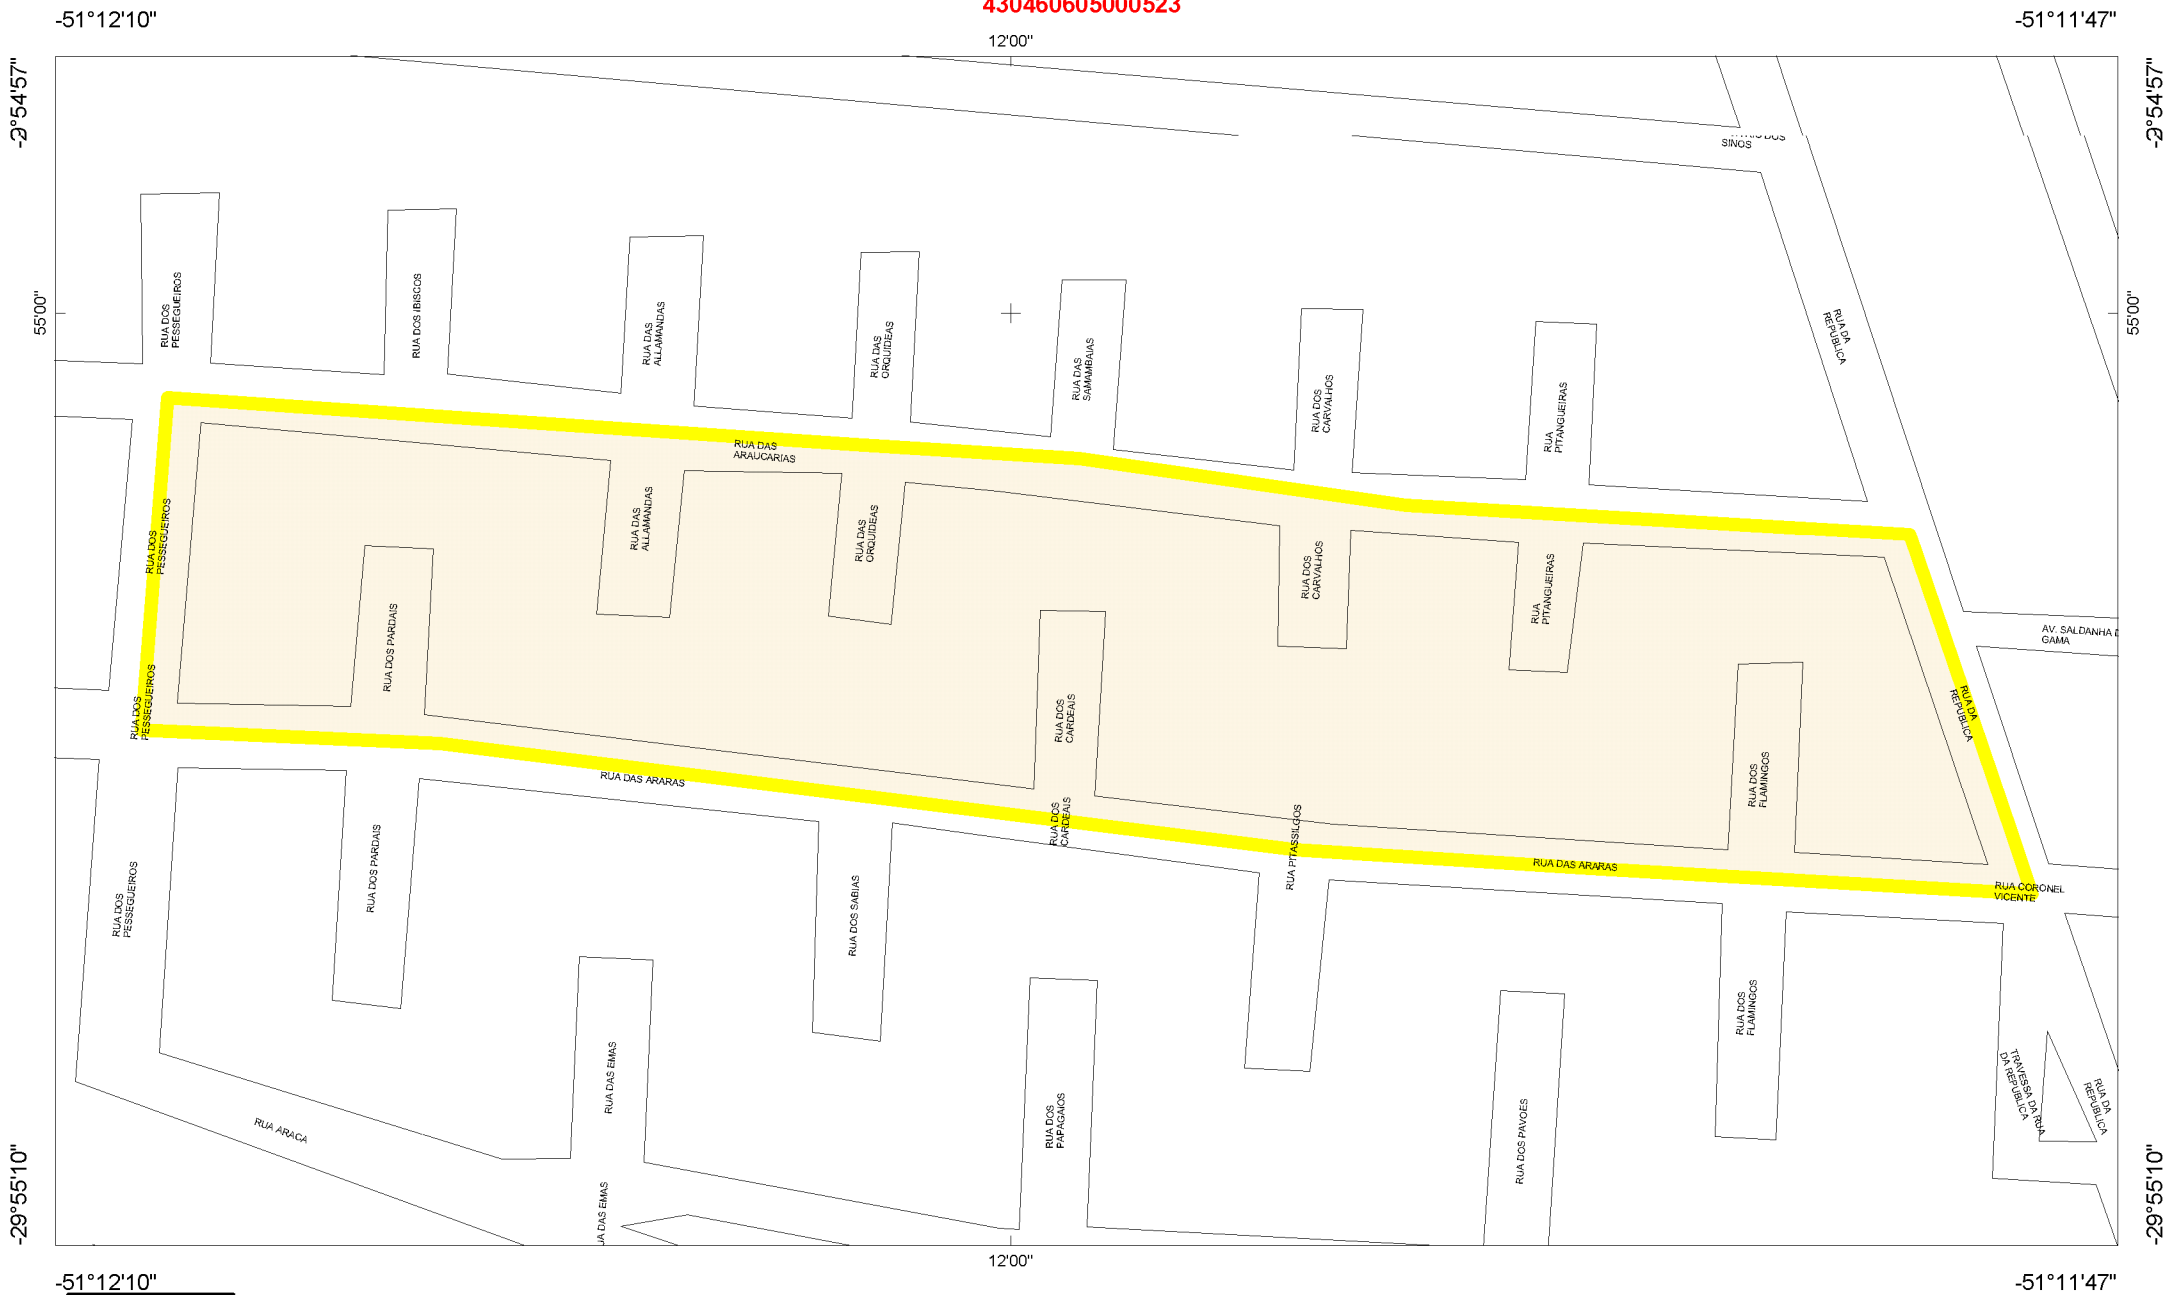 430460605000523
-51°12'10"
-51°11'47"
12'00"
-29°54'57"
-29°54'57"
SINOS
RUA DOS
PESSEGUEIROS
RUA DOS IBISCOS
RUA DAS
ALLAMANDAS
RUA DAS
ORQUIDEAS
RUA DAS
SAMAMBAIAS
RUA DOS
CARVALHOS
RUA
PITANGUEIRAS
RUA DA
REPUBLICA
55'00"
55'00"
RUA DAS
ARAUCARIAS
RUA DOS
PESSEGUEIROS
RUA DAS
ALLAMANDAS
RUA DAS
ORQUIDEAS
RUA DOS
CARVALHOS
RUA
PITANGUEIRAS
AV. SALDANHA D
GAMA
RUA DOS PARDAIS
RUA DOS
PESSEGUEIROS
RUA DOS
CARDEAIS
RUA DA
REPUBLICA
RUA DOS
FLAMINGOS
RUA DAS ARARAS
RUA DOS
CARDEAIS
RUA PITASSILGOS
RUA DAS ARARAS
RUA CORONEL
VICENTE
RUA DOS
PESSEGUEIROS
RUA DOS PARDAIS
RUA DOS SABIAS
RUA DOS
FLAMINGOS
RUA DAS EMAS
RUA DOS
PAPAGAIOS
RUA DOS PAVOES
TRAVESSA DA RUA
DA REPUBLICA
RUA DA
REPUBLICA
RUA ARACA
UA DAS EMAS
-29°55'10"
-29°55'10"
12'00"
-51°12'10"
-51°11'47"